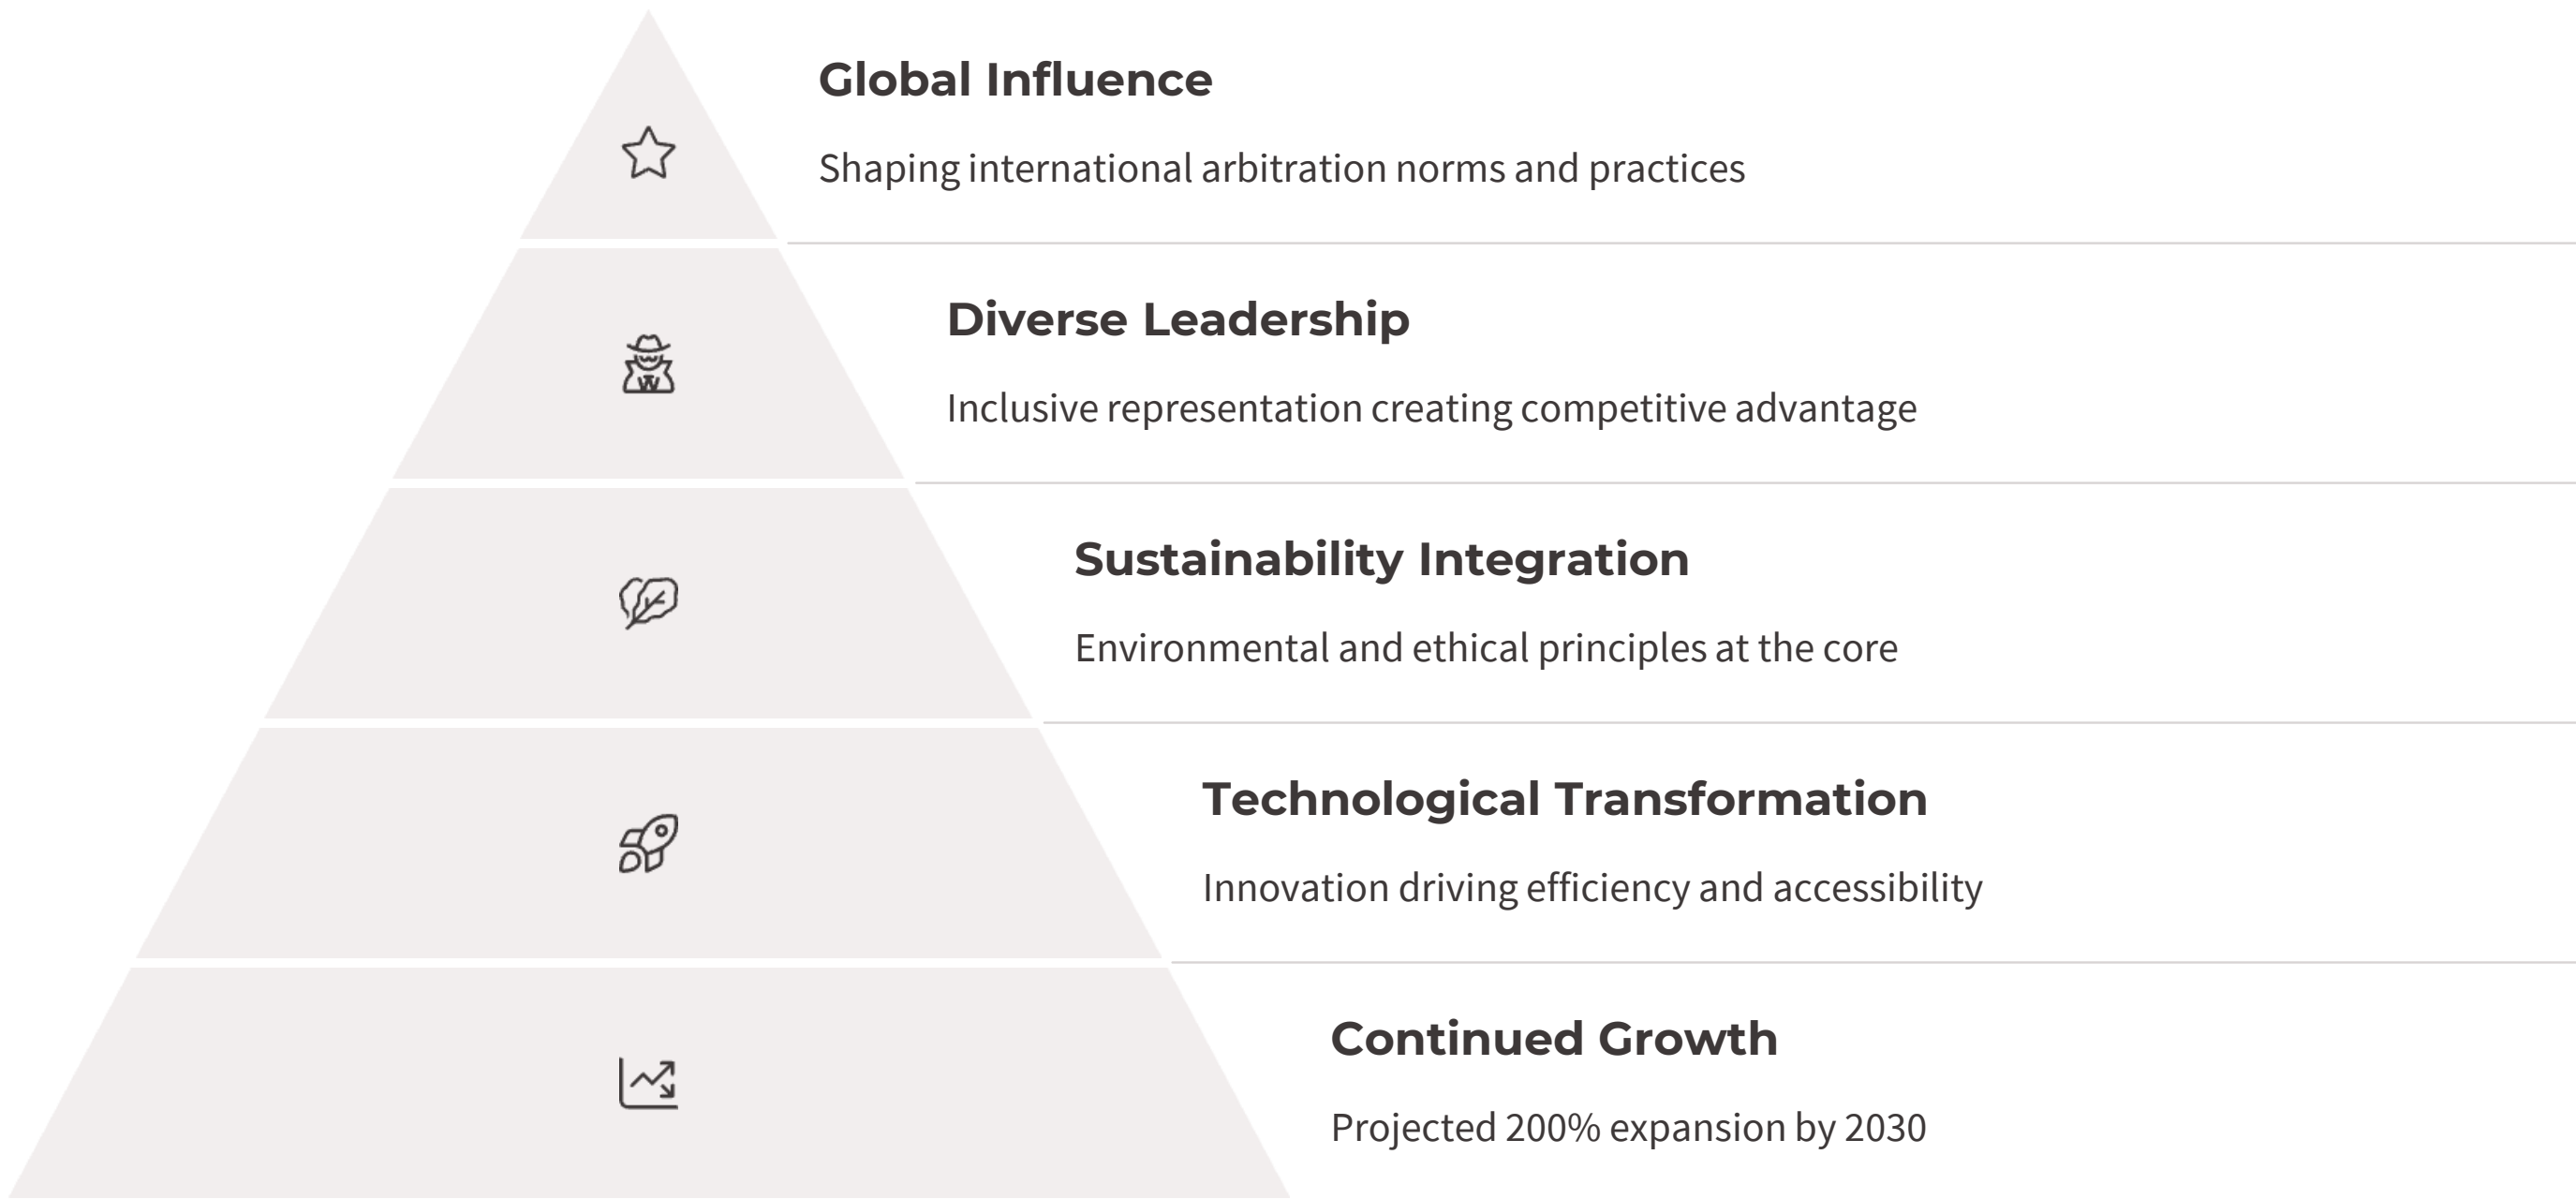 Global Influence
Shaping international arbitration norms and practices
Diverse Leadership
Inclusive representation creating competitive advantage
Sustainability Integration
Environmental and ethical principles at the core
Technological Transformation
Innovation driving efficiency and accessibility
Continued Growth
Projected 200% expansion by 2030